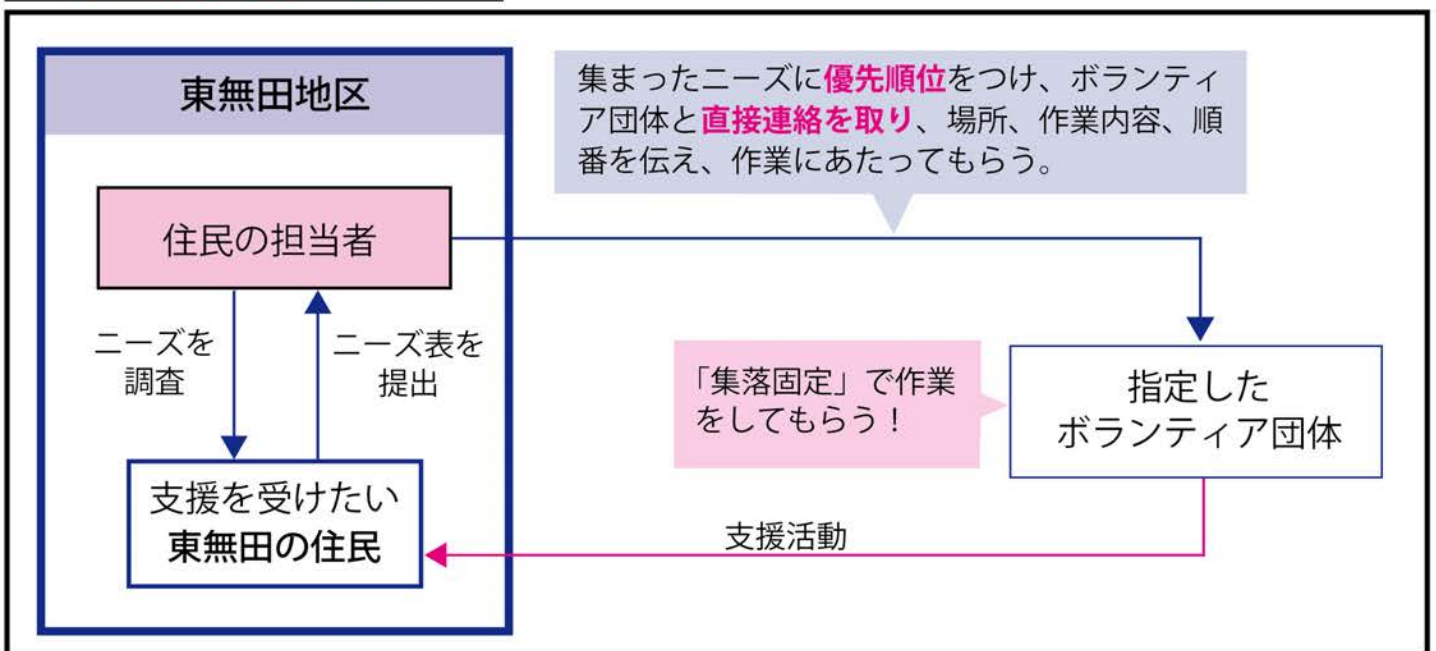 東無田地区
集まったニーズに優先順位をつけ、ボランティ
ア団体と直接連絡を取り、場所、作業内容、順
番を伝え、作業にあたってもらう。
住民の担当者
ニーズを
調査
ニーズ表を
提出
「集落固定」で作業
をしてもらう！
指定した
ボランティア団体
支援を受けたい
東無田の住民
支援活動